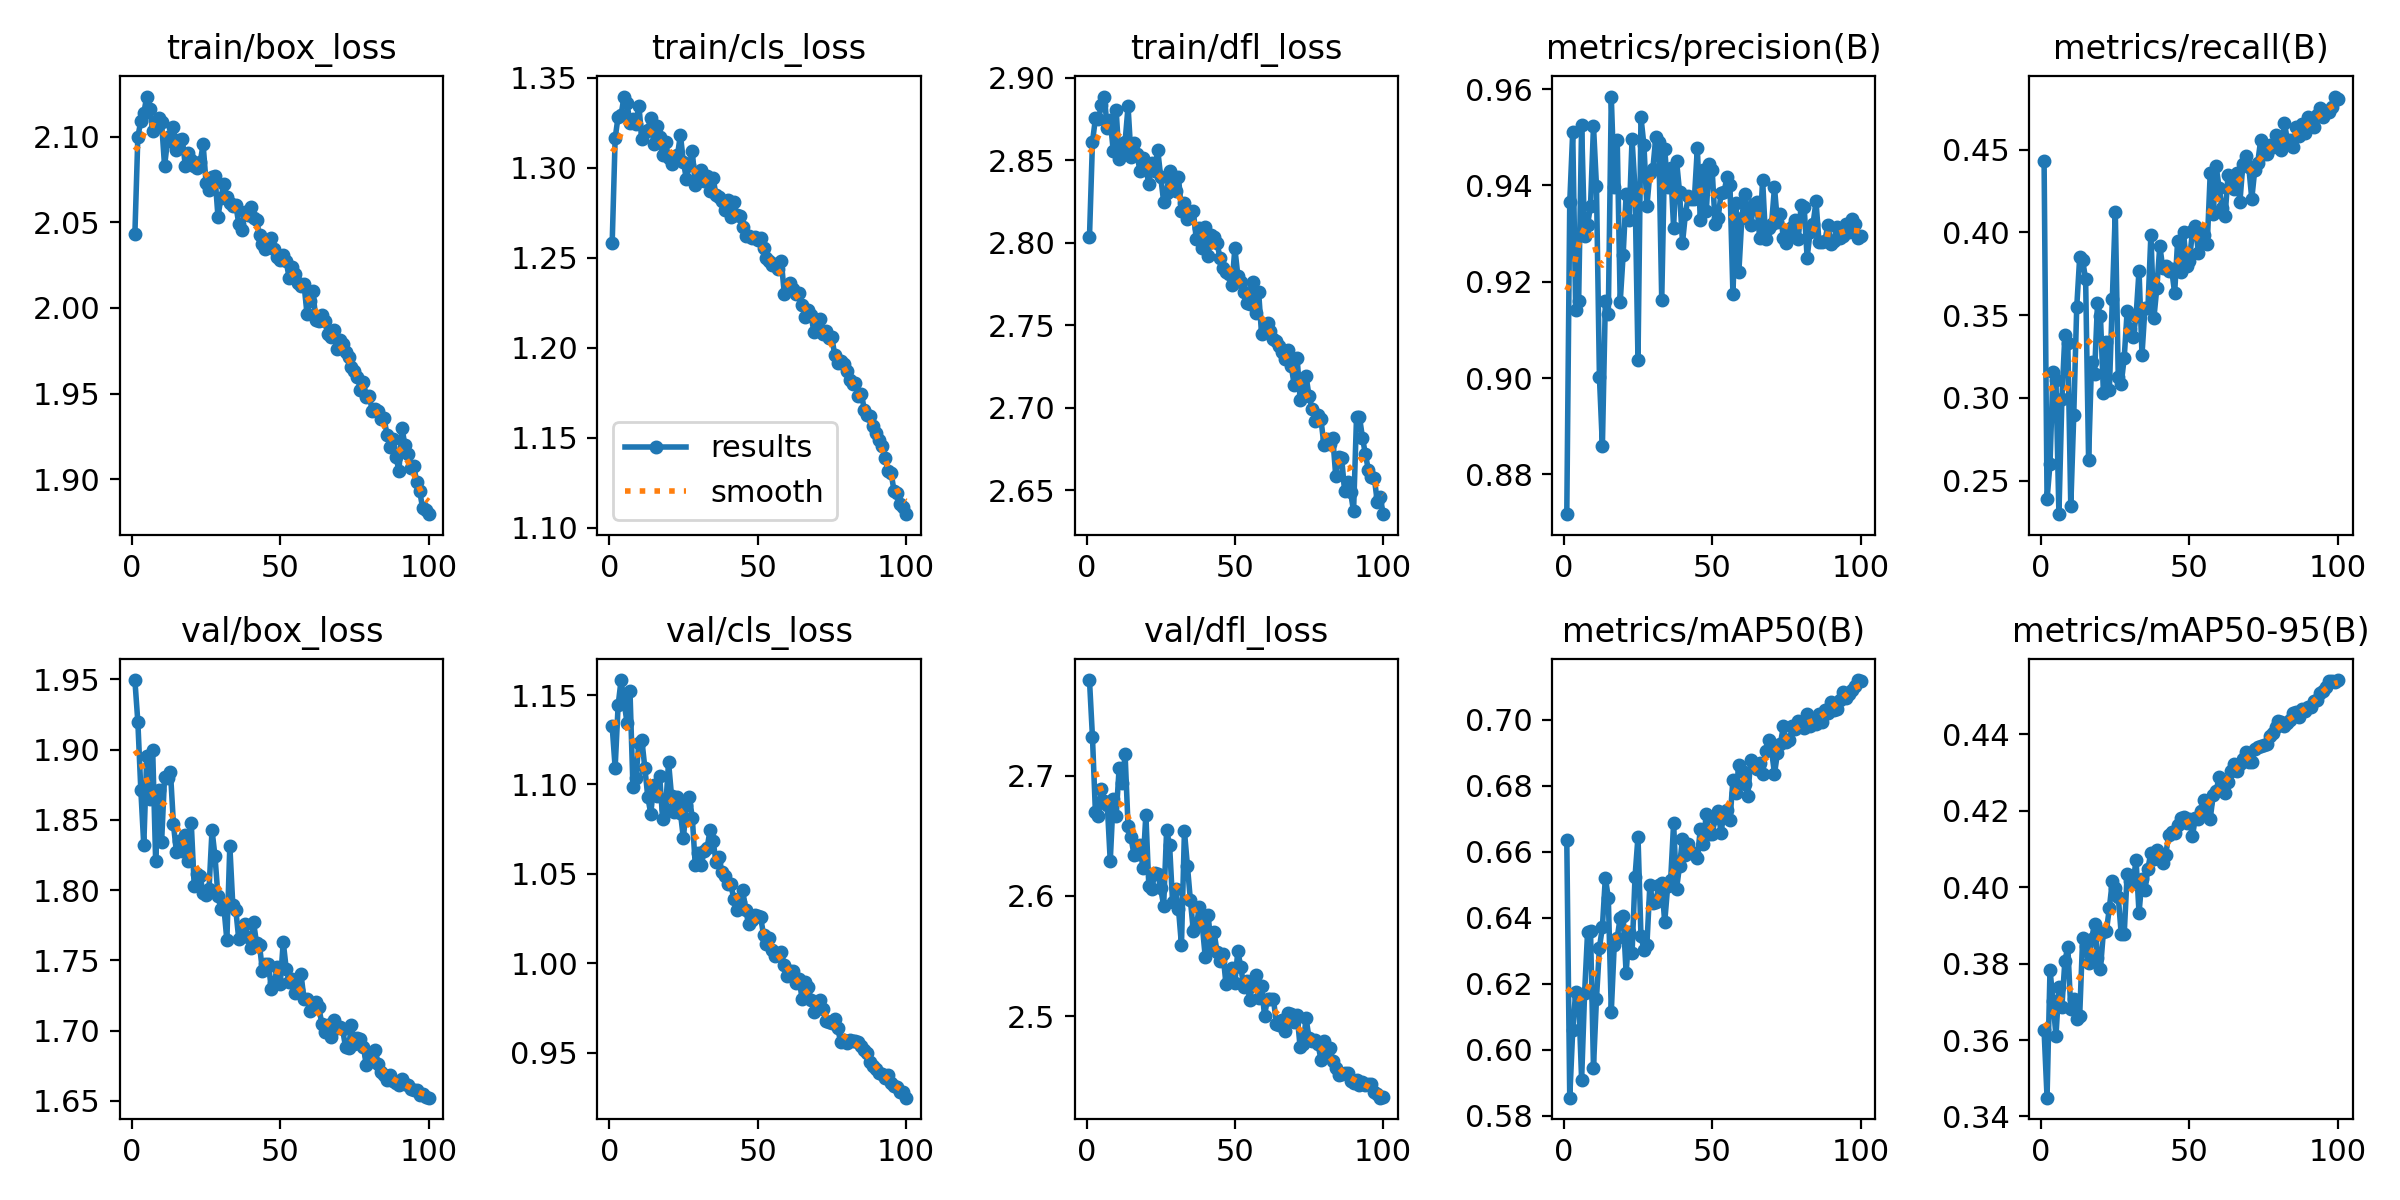 train/box_loss
train/cls_loss
train/dfl_loss
metrics/precision(B)
metrics/recall(B)
2.10
2.05
2.00
1.95
1.90
0 50 100
1.35
1.30
1.25
1.20
1.15
1.10
results
smooth
0 50 100
2.90
2.85
2.80
2.75
2.70
2.65
0 50 100
0.96
0.94
0.92
0.90
0.88
0 50 100
0.45
0.40
0.35
0.30
0.25
0 50 100
val/box_loss
val/cls_loss
val/dfl_loss
metrics/mAP50(B)
metrics/mAP50-95(B)
1.95
1.90
1.85
1.80
1.75
1.70
1.65
0 50 100
1.15
1.10
1.05
1.00
0.95
0 50 100
2.7
2.6
2.5
0 50 100
0.70
0.68
0.66
0.64
0.62
0.60
0.58
0 50 100
0.44
0.42
0.40
0.38
0.36
0.34
0 50 100